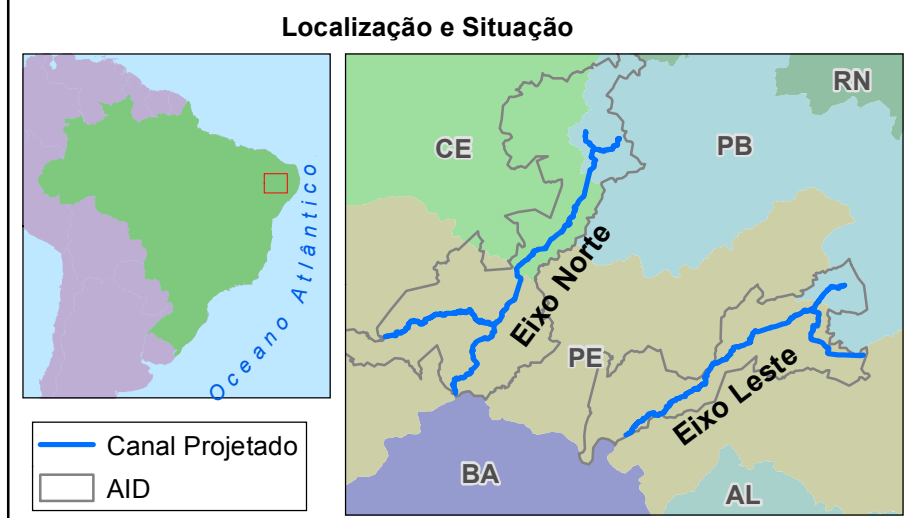 Localização e Situação
Oceano Atlântico
CE
RN
PB
Eixo Norte
PE
Eixo Leste
BA
AL
Canal Projetado
AID